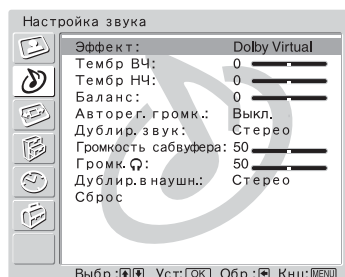 Настройка звука
Эффект: Dolby Virtual
Тембр ВЧ: 0
Тембр НЧ: 0
Баланс: 0
Авторег. громк.: Выкл.
Дублир. звук: Стерео
Громкость сабвуфера: 50
Громк. 🎧: 50
Дублир. в наушн.: Стерео
Сброс
Выбр.: Уст: OK Обр.: Кнц: MENU